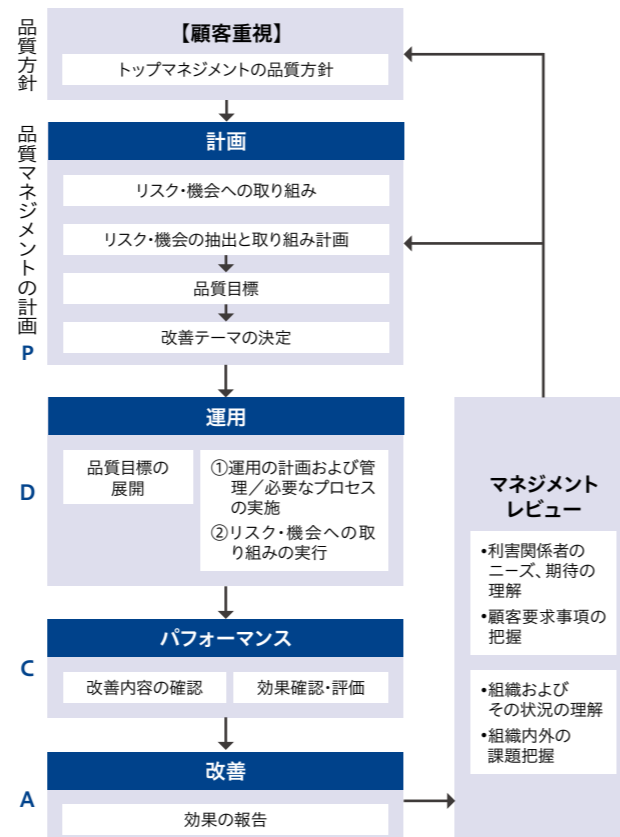 品質方針
【顧客重視】
トップマネジメントの品質方針
品質マネジメントの計画
P
計画
リスク・機会への取り組み
リスク・機会の抽出と取り組み計画
品質目標
改善テーマの決定
D
運用
品質目標の
展開
①運用の計画および管
理／必要なプロセス
の実施
②リスク・機会への取
り組みの実行
C
パフォーマンス
改善内容の確認
効果確認・評価
A
改善
効果の報告
マネジメント
レビュー
•利害関係者の
ニーズ、期待の
理解
•顧客要求事項の
把握
•組織および
その状況の理解
•組織内外の
課題把握